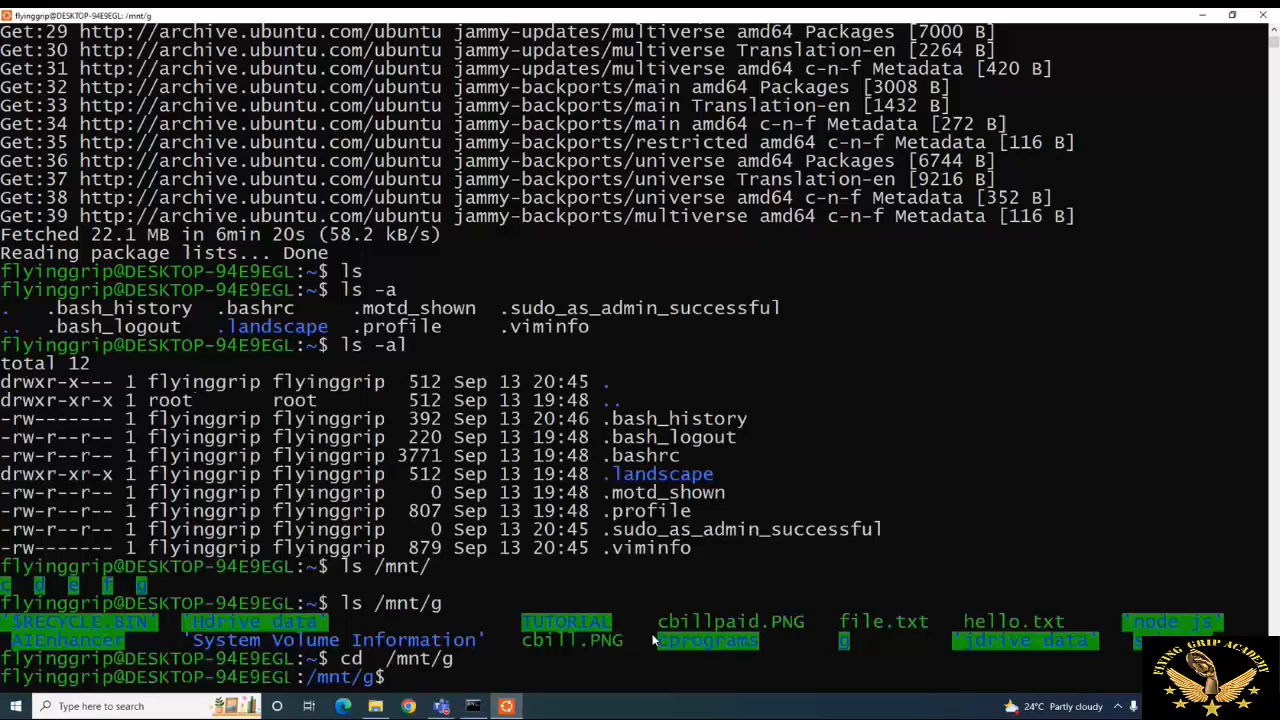 flyinggrip@DESKTOP-94E9EGL: /mnt/g
Get:29 http://archive.ubuntu.com/ubuntu jammy-updates/multiverse amd64 Packages [7000 B]
Get:30 http://archive.ubuntu.com/ubuntu jammy-updates/multiverse Translation-en [2264 B]
Get:31 http://archive.ubuntu.com/ubuntu jammy-updates/multiverse amd64 c-n-f Metadata [420 B]
Get:32 http://archive.ubuntu.com/ubuntu jammy-backports/main amd64 Packages [3008 B]
Get:33 http://archive.ubuntu.com/ubuntu jammy-backports/main Translation-en [1432 B]
Get:34 http://archive.ubuntu.com/ubuntu jammy-backports/main amd64 c-n-f Metadata [272 B]
Get:35 http://archive.ubuntu.com/ubuntu jammy-backports/restricted amd64 c-n-f Metadata [116 B]
Get:36 http://archive.ubuntu.com/ubuntu jammy-backports/universe amd64 Packages [6744 B]
Get:37 http://archive.ubuntu.com/ubuntu jammy-backports/universe Translation-en [9216 B]
Get:38 http://archive.ubuntu.com/ubuntu jammy-backports/universe amd64 c-n-f Metadata [352 B]
Get:39 http://archive.ubuntu.com/ubuntu jammy-backports/multiverse amd64 c-n-f Metadata [116 B]
Fetched 22.1 MB in 6min 20s (58.2 kB/s)
Reading package lists... Done
flyinggrip@DESKTOP-94E9EGL:~$ ls
flyinggrip@DESKTOP-94E9EGL:~$ ls -a
. .bash_history .bashrc .motd_shown .sudo_as_admin_successful
.. .bash_logout .landscape .profile .viminfo
flyinggrip@DESKTOP-94E9EGL:~$ ls -al
total 12
drwxr-x--- 1 flyinggrip flyinggrip 512 Sep 13 20:45 .
drwxr-xr-x 1 root root 512 Sep 13 19:48 ..
-rw------- 1 flyinggrip flyinggrip 392 Sep 13 20:46 .bash_history
-rw-r--r-- 1 flyinggrip flyinggrip 220 Sep 13 19:48 .bash_logout
-rw-r--r-- 1 flyinggrip flyinggrip 3771 Sep 13 19:48 .bashrc
drwxr-xr-x 1 flyinggrip flyinggrip 512 Sep 13 19:48 .landscape
-rw-r--r-- 1 flyinggrip flyinggrip 0 Sep 13 19:48 .motd_shown
-rw-r--r-- 1 flyinggrip flyinggrip 807 Sep 13 19:48 .profile
-rw-r--r-- 1 flyinggrip flyinggrip 0 Sep 13 20:45 .sudo_as_admin_successful
-rw------- 1 flyinggrip flyinggrip 879 Sep 13 20:45 .viminfo
flyinggrip@DESKTOP-94E9EGL:~$ ls /mnt/
c d e f g
flyinggrip@DESKTOP-94E9EGL:~$ ls /mnt/g
'$RECYCLE.BIN' 'Hdrive data' TUTORIAL cbillpaid.PNG file.txt hello.txt 'node js'
AIEnhancer 'System Volume Information' cbill.PNG cprograms g 'jdrive data'
flyinggrip@DESKTOP-94E9EGL:~$ cd /mnt/g
flyinggrip@DESKTOP-94E9EGL:/mnt/g$
FLYING GRIP ACADEMY
Type here to search
24°C Partly cloudy